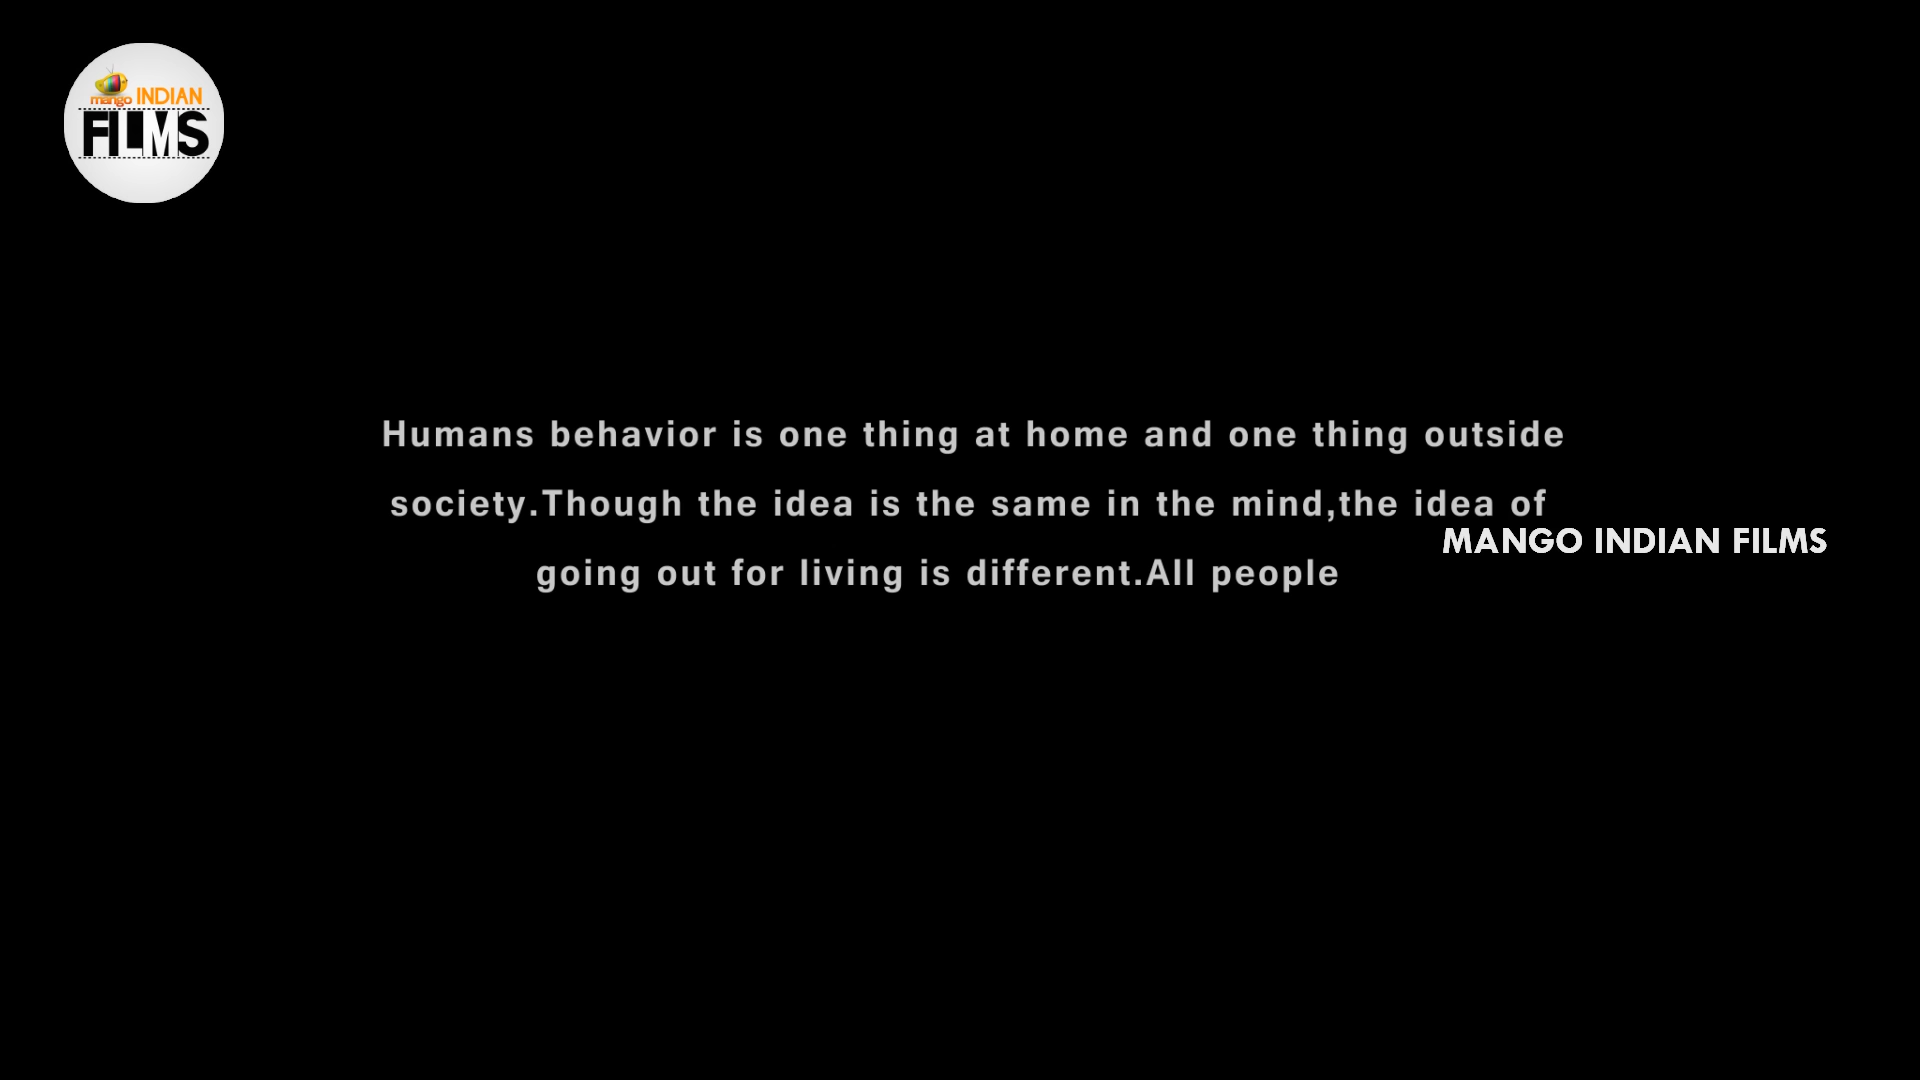 mango INDIAN
FILMS
Humans behavior is one thing at home and one thing outside
society.Though the idea is the same in the mind,the idea of
MANGO INDIAN FILMS
going out for living is different.All people